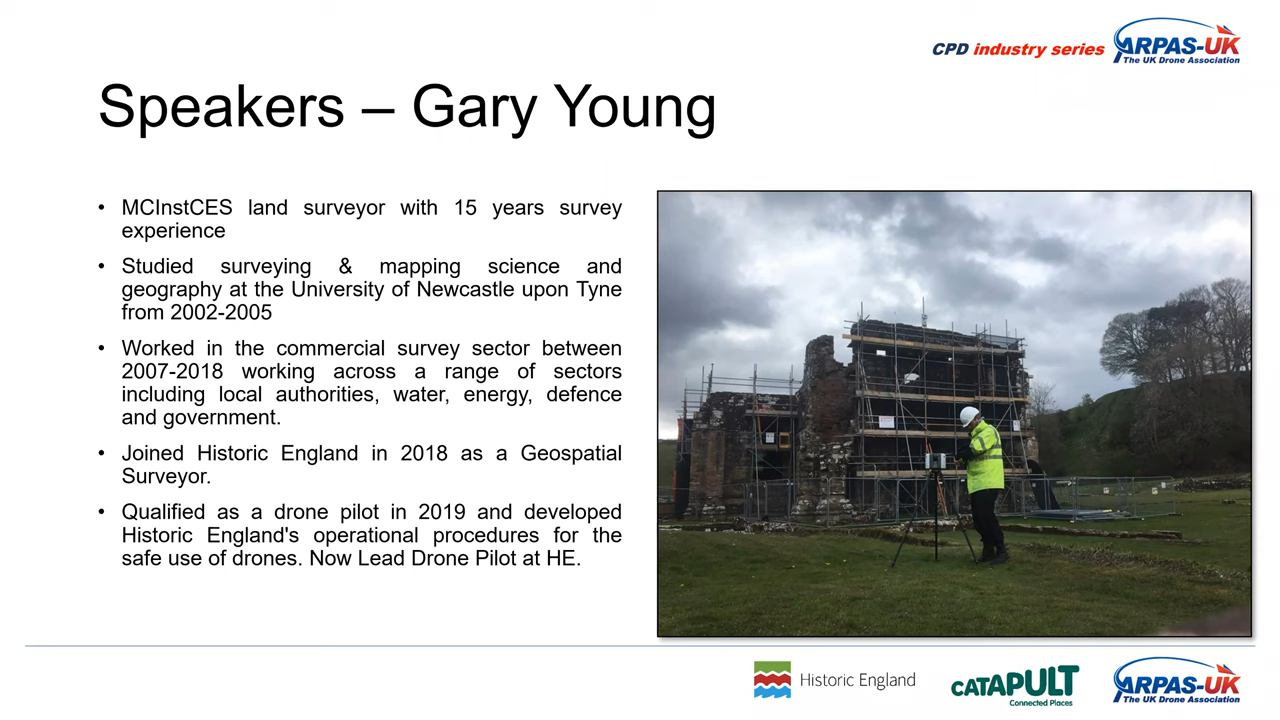 CPD industry series
ARPAS-UK
The UK Drone Association
Speakers – Gary Young
• MCInstCES land surveyor with 15 years survey
experience
• Studied surveying & mapping science and
geography at the University of Newcastle upon Tyne
from 2002-2005
• Worked in the commercial survey sector between
2007-2018 working across a range of sectors
including local authorities, water, energy, defence
and government.
• Joined Historic England in 2018 as a Geospatial
Surveyor.
• Qualified as a drone pilot in 2019 and developed
Historic England's operational procedures for the
safe use of drones. Now Lead Drone Pilot at HE.
Historic England
CATAPULT
Connected Places
ARPAS-UK
The UK Drone Association